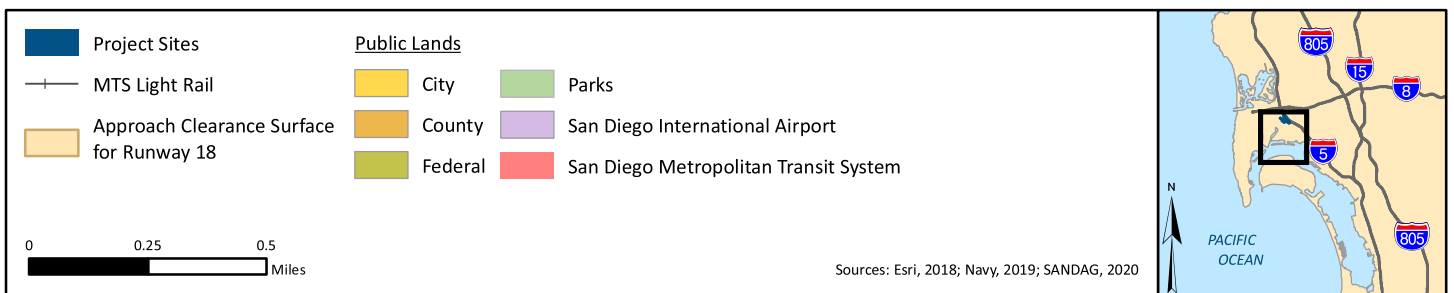 Project Sites
MTS Light Rail
Approach Clearance Surface
for Runway 18
Public Lands
City
County
Federal
Parks
San Diego International Airport
San Diego Metropolitan Transit System
0 0.25 0.5
Miles
Sources: Esri, 2018; Navy, 2019; SANDAG, 2020
805
15
8
5
805
N
PACIFIC
OCEAN